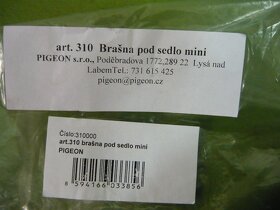 art. 310 Brašna pod sedlo mini
PIGEON s.r.o., Poděbradova 1772,289 22 Lysá nad
LabemTel.: 731 615 425
pigeon@pigeon.cz
Číslo:310000
art.310 brašna pod sedlo mini
PIGEON
8 594166 033856